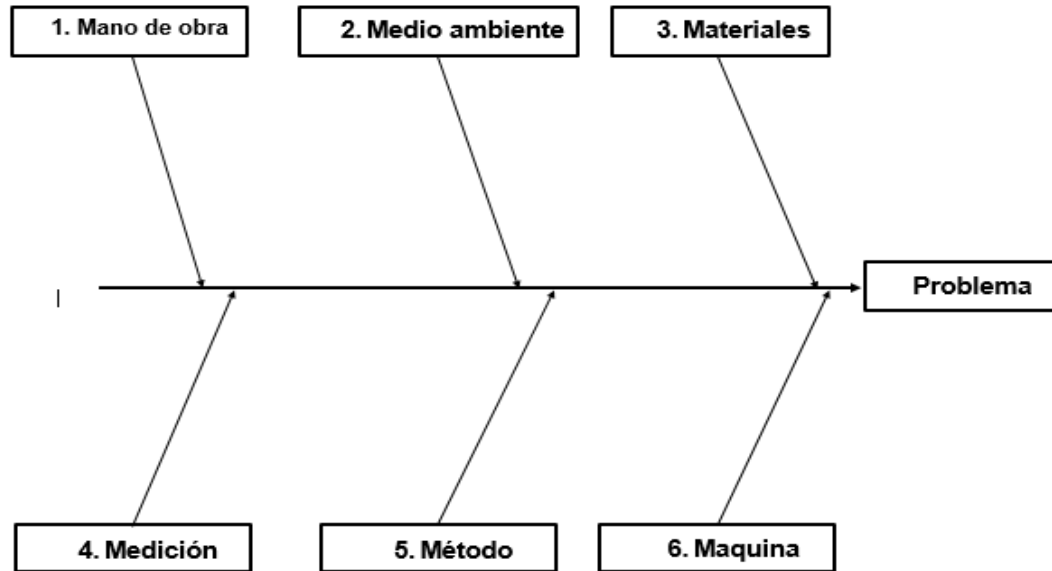 1. Mano de obra
2. Medio ambiente
3. Materiales
Problema
4. Medición
5. Método
6. Maquina